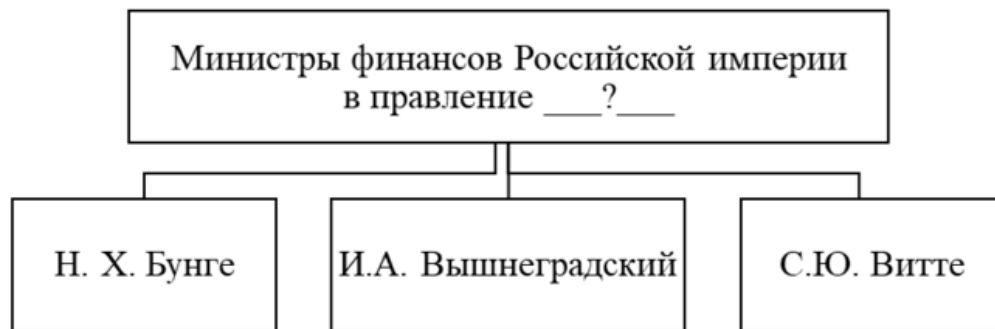 Министры финансов Российской империи
в правление ___?___
Н. Х. Бунге
И.А. Вышнеградский
С.Ю. Витте